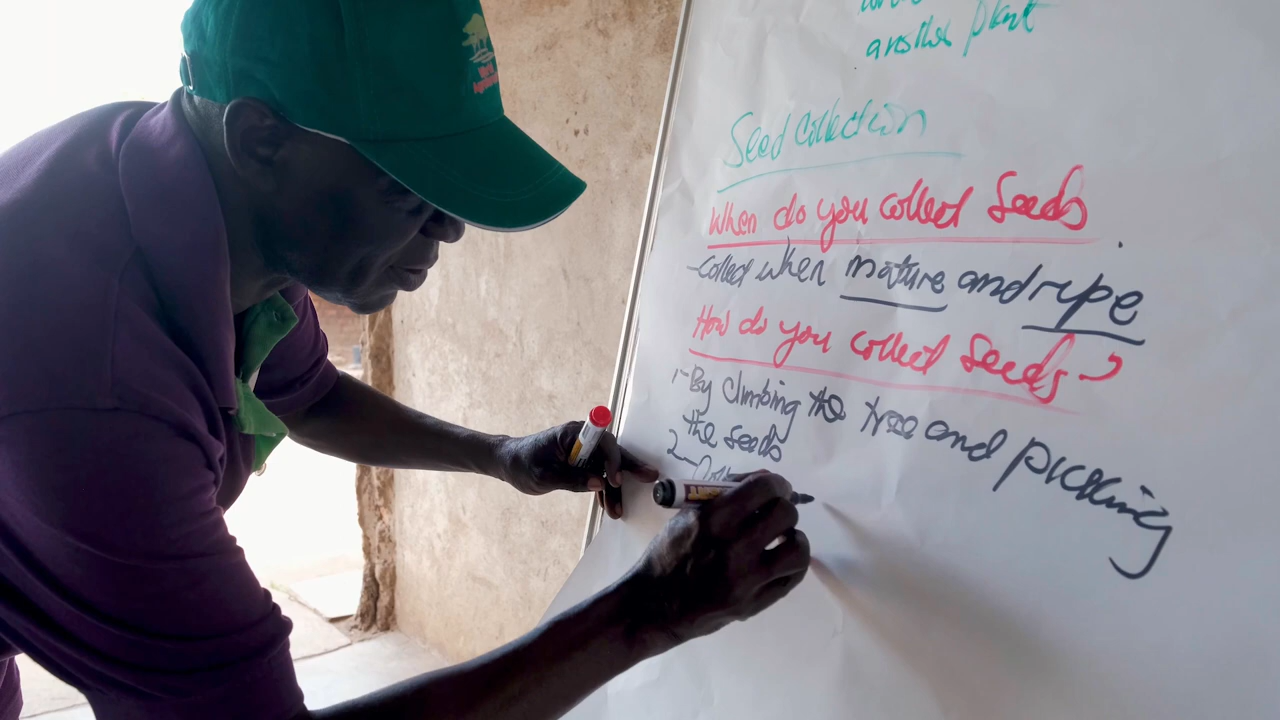 another plant
Seed Collection
When do you collect Seeds
- Collect when mature and ripe
How do you collect Seeds?
1- By climbing the tree and picking
the seeds
2-